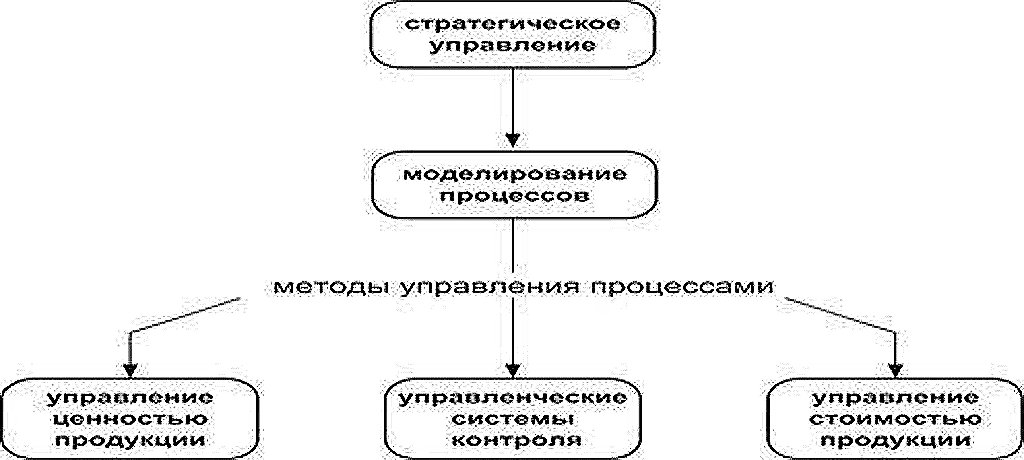 стратегическое
управление
моделирование
процессов
методы управления процессами
управление
ценностью
продукции
управленческие
системы
контроля
управление
стоимостью
продукции